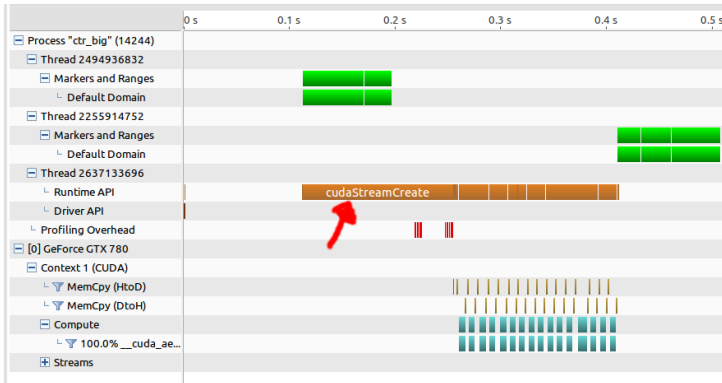 0 s 0.1 s 0.2 s 0.3 s 0.4 s 0.5 s
Process "ctr_big" (14244)
Thread 2494936832
Markers and Ranges
Default Domain
Thread 2255914752
Markers and Ranges
Default Domain
Thread 2637133696
Runtime API cudaStreamCreate
Driver API
Profiling Overhead
[0] GeForce GTX 780
Context 1 (CUDA)
MemCpy (HtoD)
MemCpy (DtoH)
Compute
100.0% __cuda_ae...
Streams